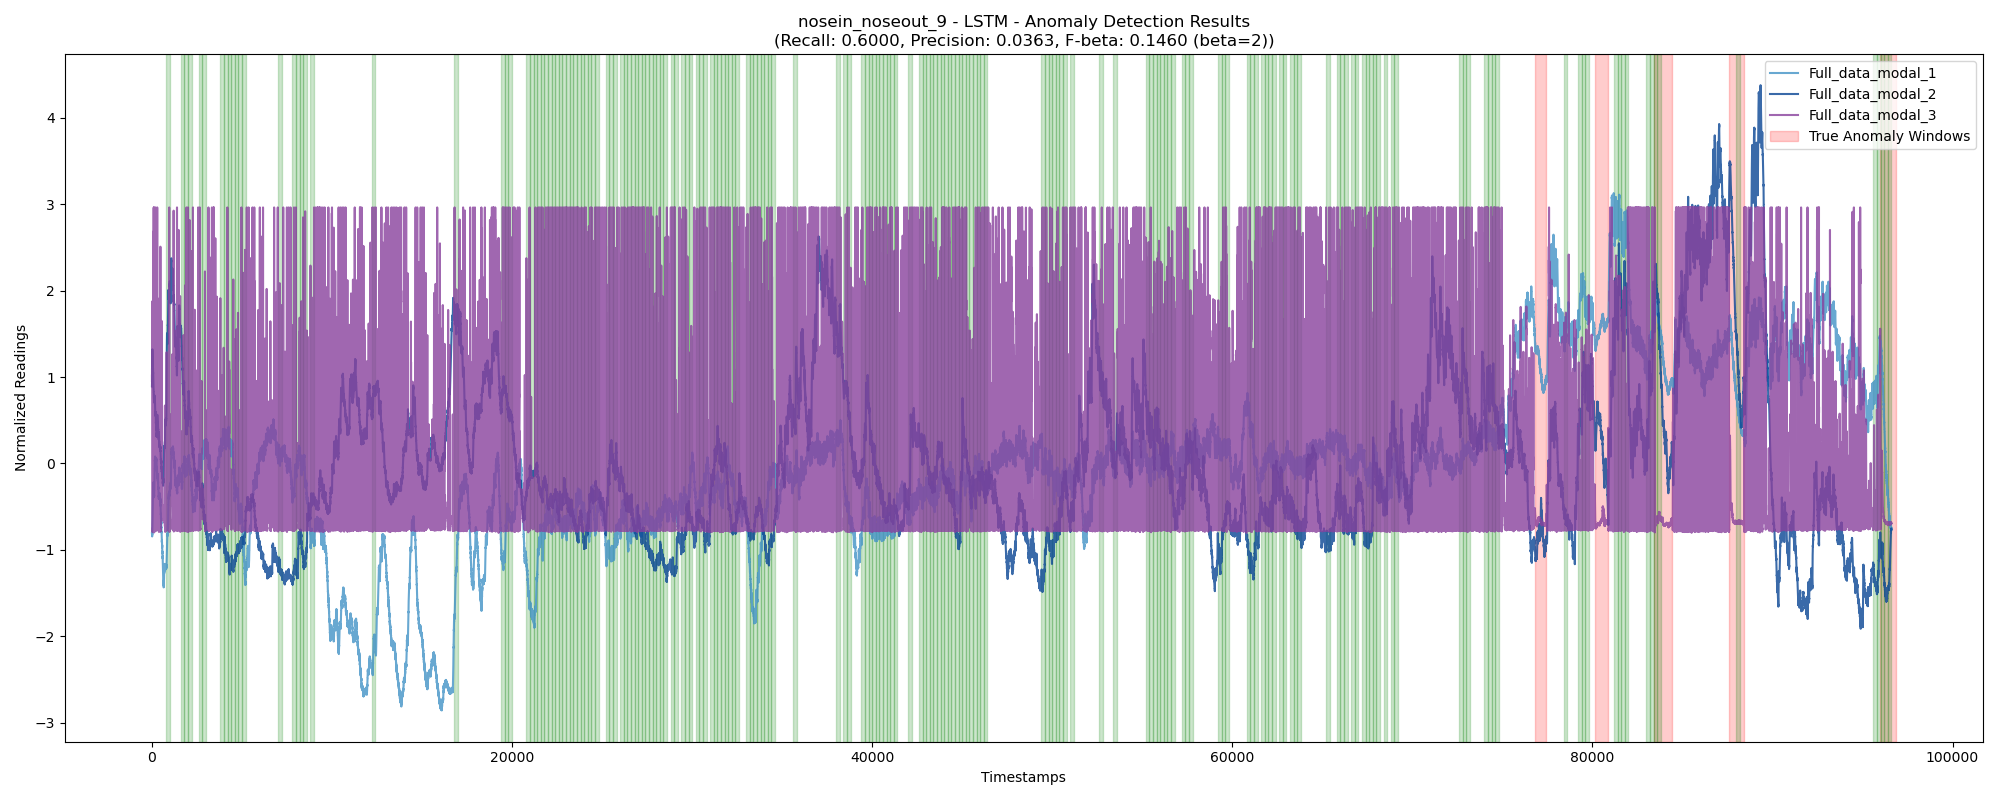 nosein_noseout_9 - LSTM - Anomaly Detection Results
(Recall: 0.6000, Precision: 0.0363, F-beta: 0.1460 (beta=2))
Full_data_modal_1
Full_data_modal_2
Full_data_modal_3
True Anomaly Windows
Normalized Readings
4
3
2
1
0
−1
−2
−3
0 20000 40000 60000 80000 100000
Timestamps